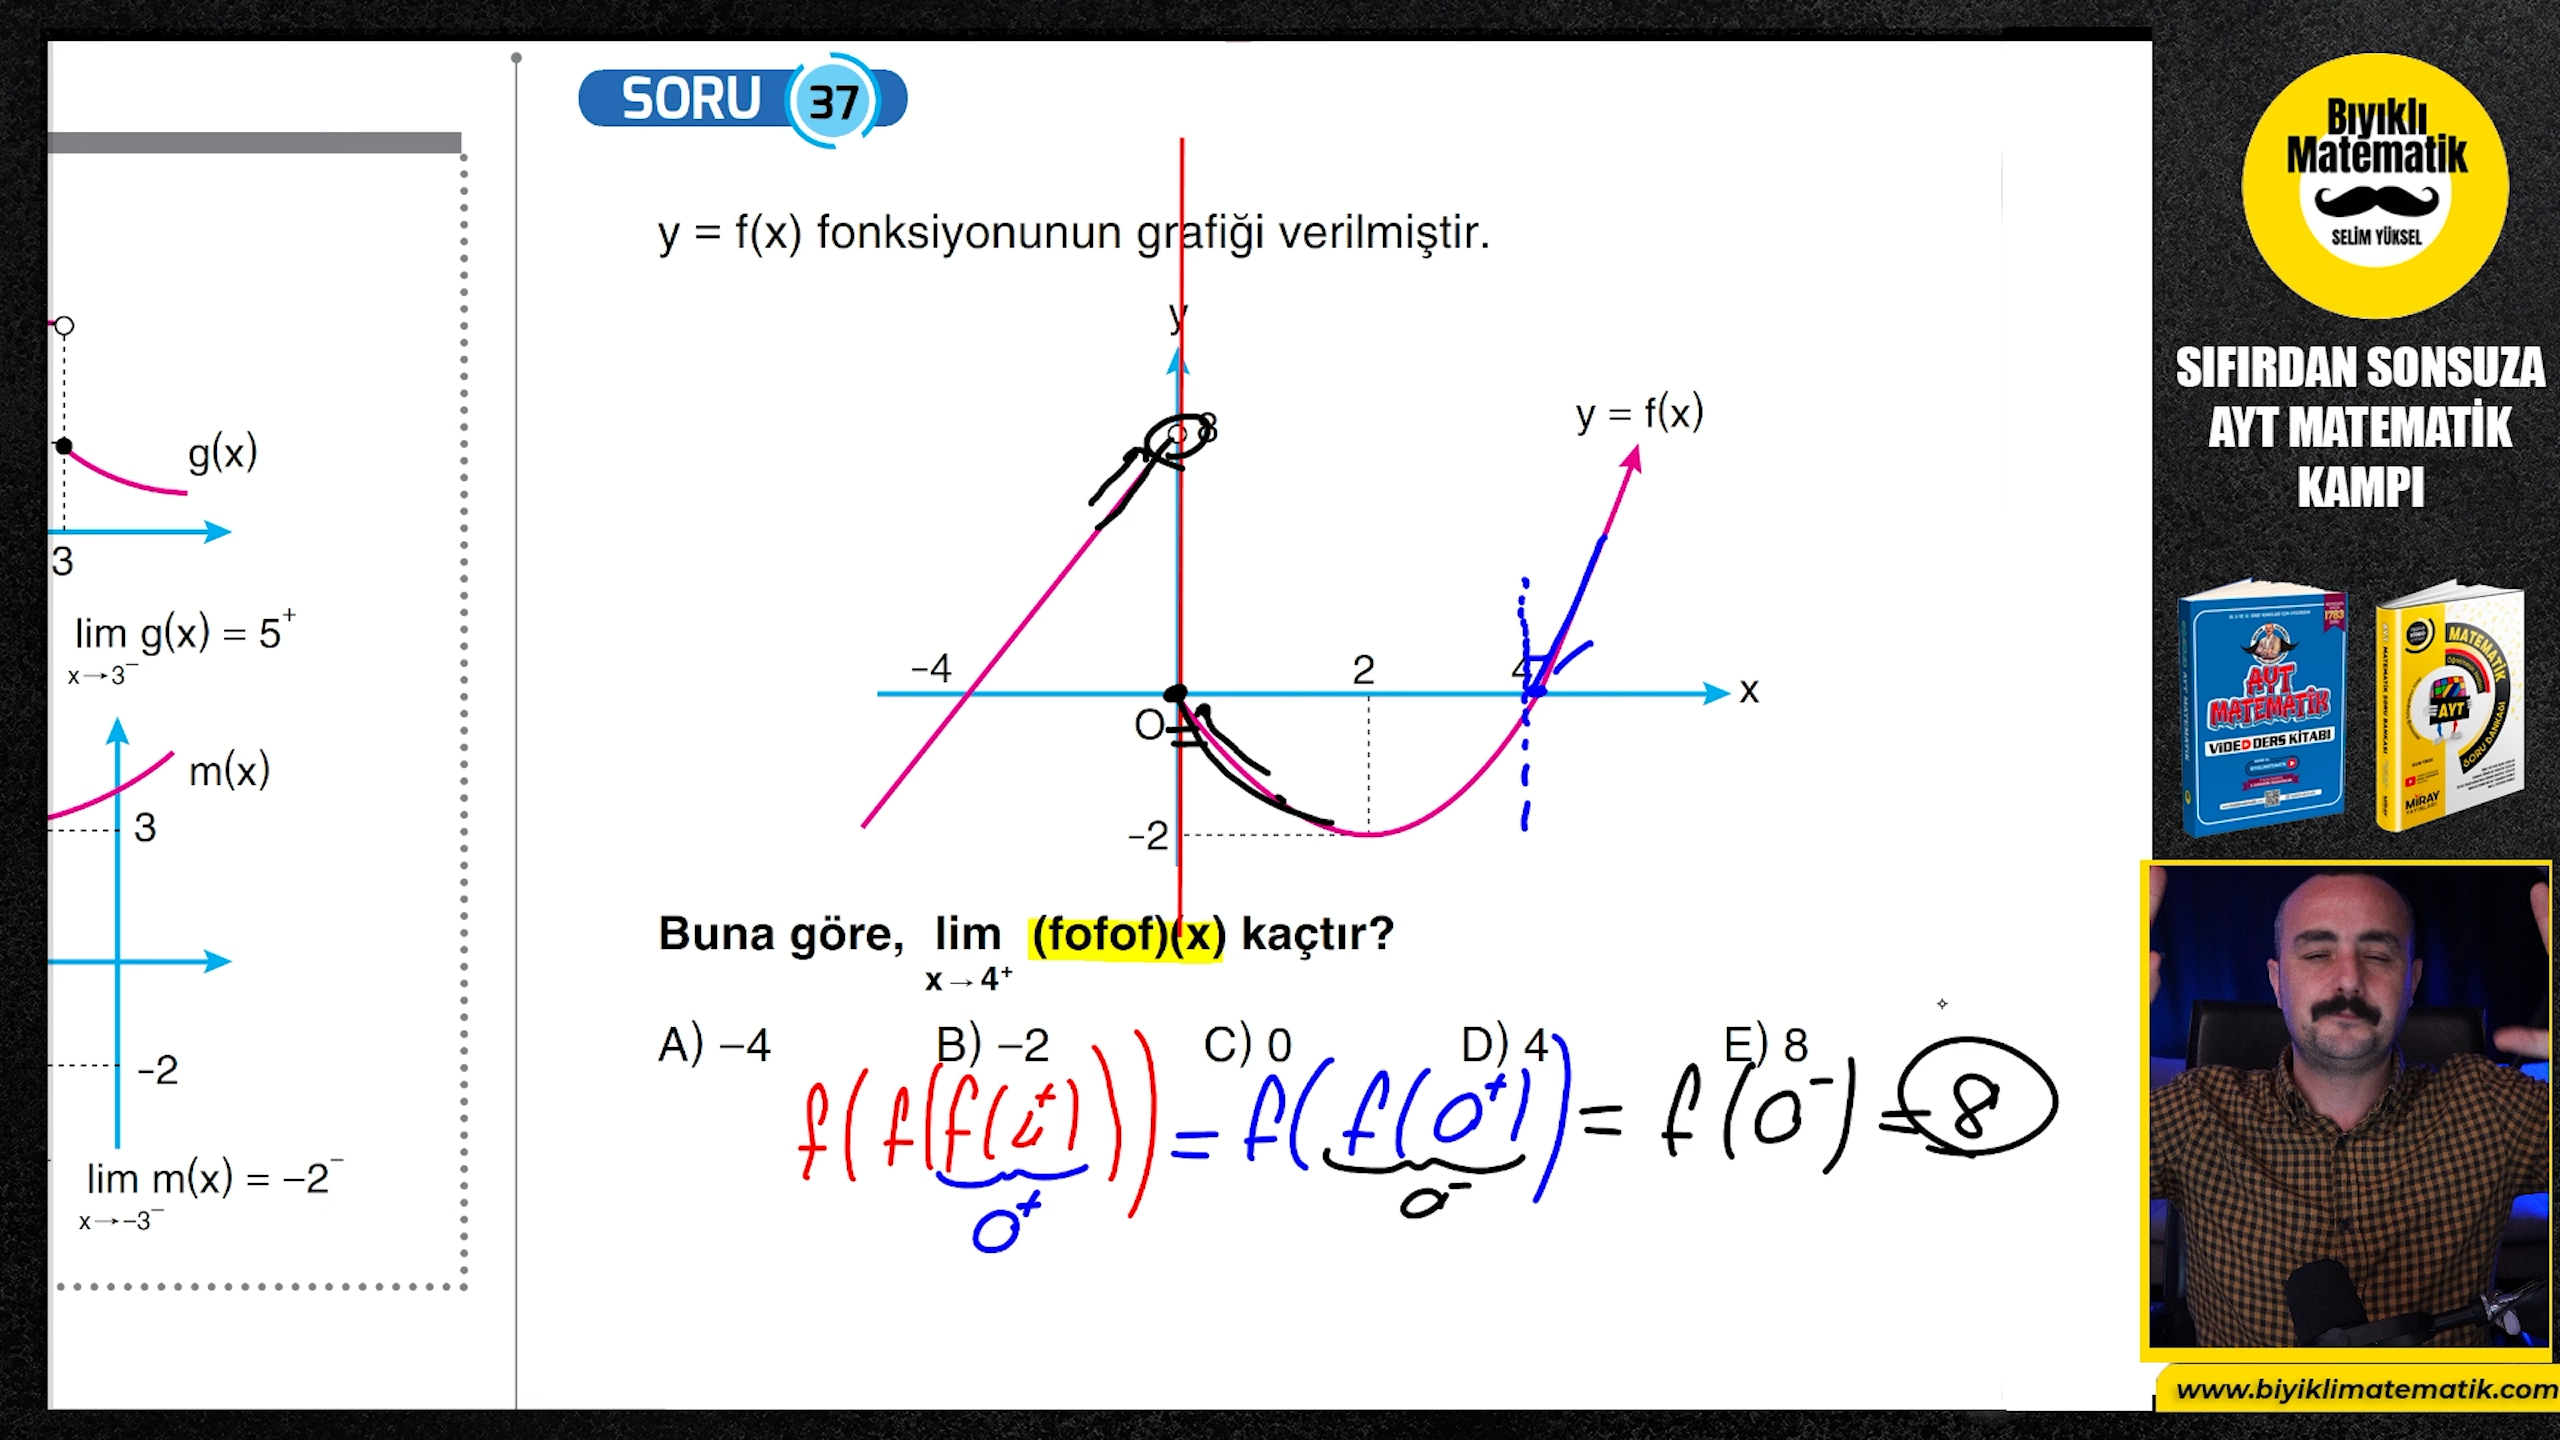 SORU 37
y = f(x) fonksiyonunun grafiği verilmiştir.
y
8
y = f(x)
-4
2
4
x
O
-2
Buna göre, lim (fofof)(x) kaçtır?
x→4⁺
A) –4 B) –2 C) 0 D) 4 E) 8
f(f(f(4⁺))) = f(f(0⁺)) = f(0⁻) = 8
0⁺
0⁻
g(x)
3
lim g(x) = 5⁺
x→3⁻
m(x)
3
-2
lim m(x) = –2⁻
x→–3⁻
Bıyıklı
Matematik
SELİM YÜKSEL
SIFIRDAN SONSUZA
AYT MATEMATİK
KAMPI
AYT
MATEMATİK
VİDEO DERS KİTABI
MATEMATİK
AYT
SORU BANKASI
MİRAY
www.biyiklimatematik.com